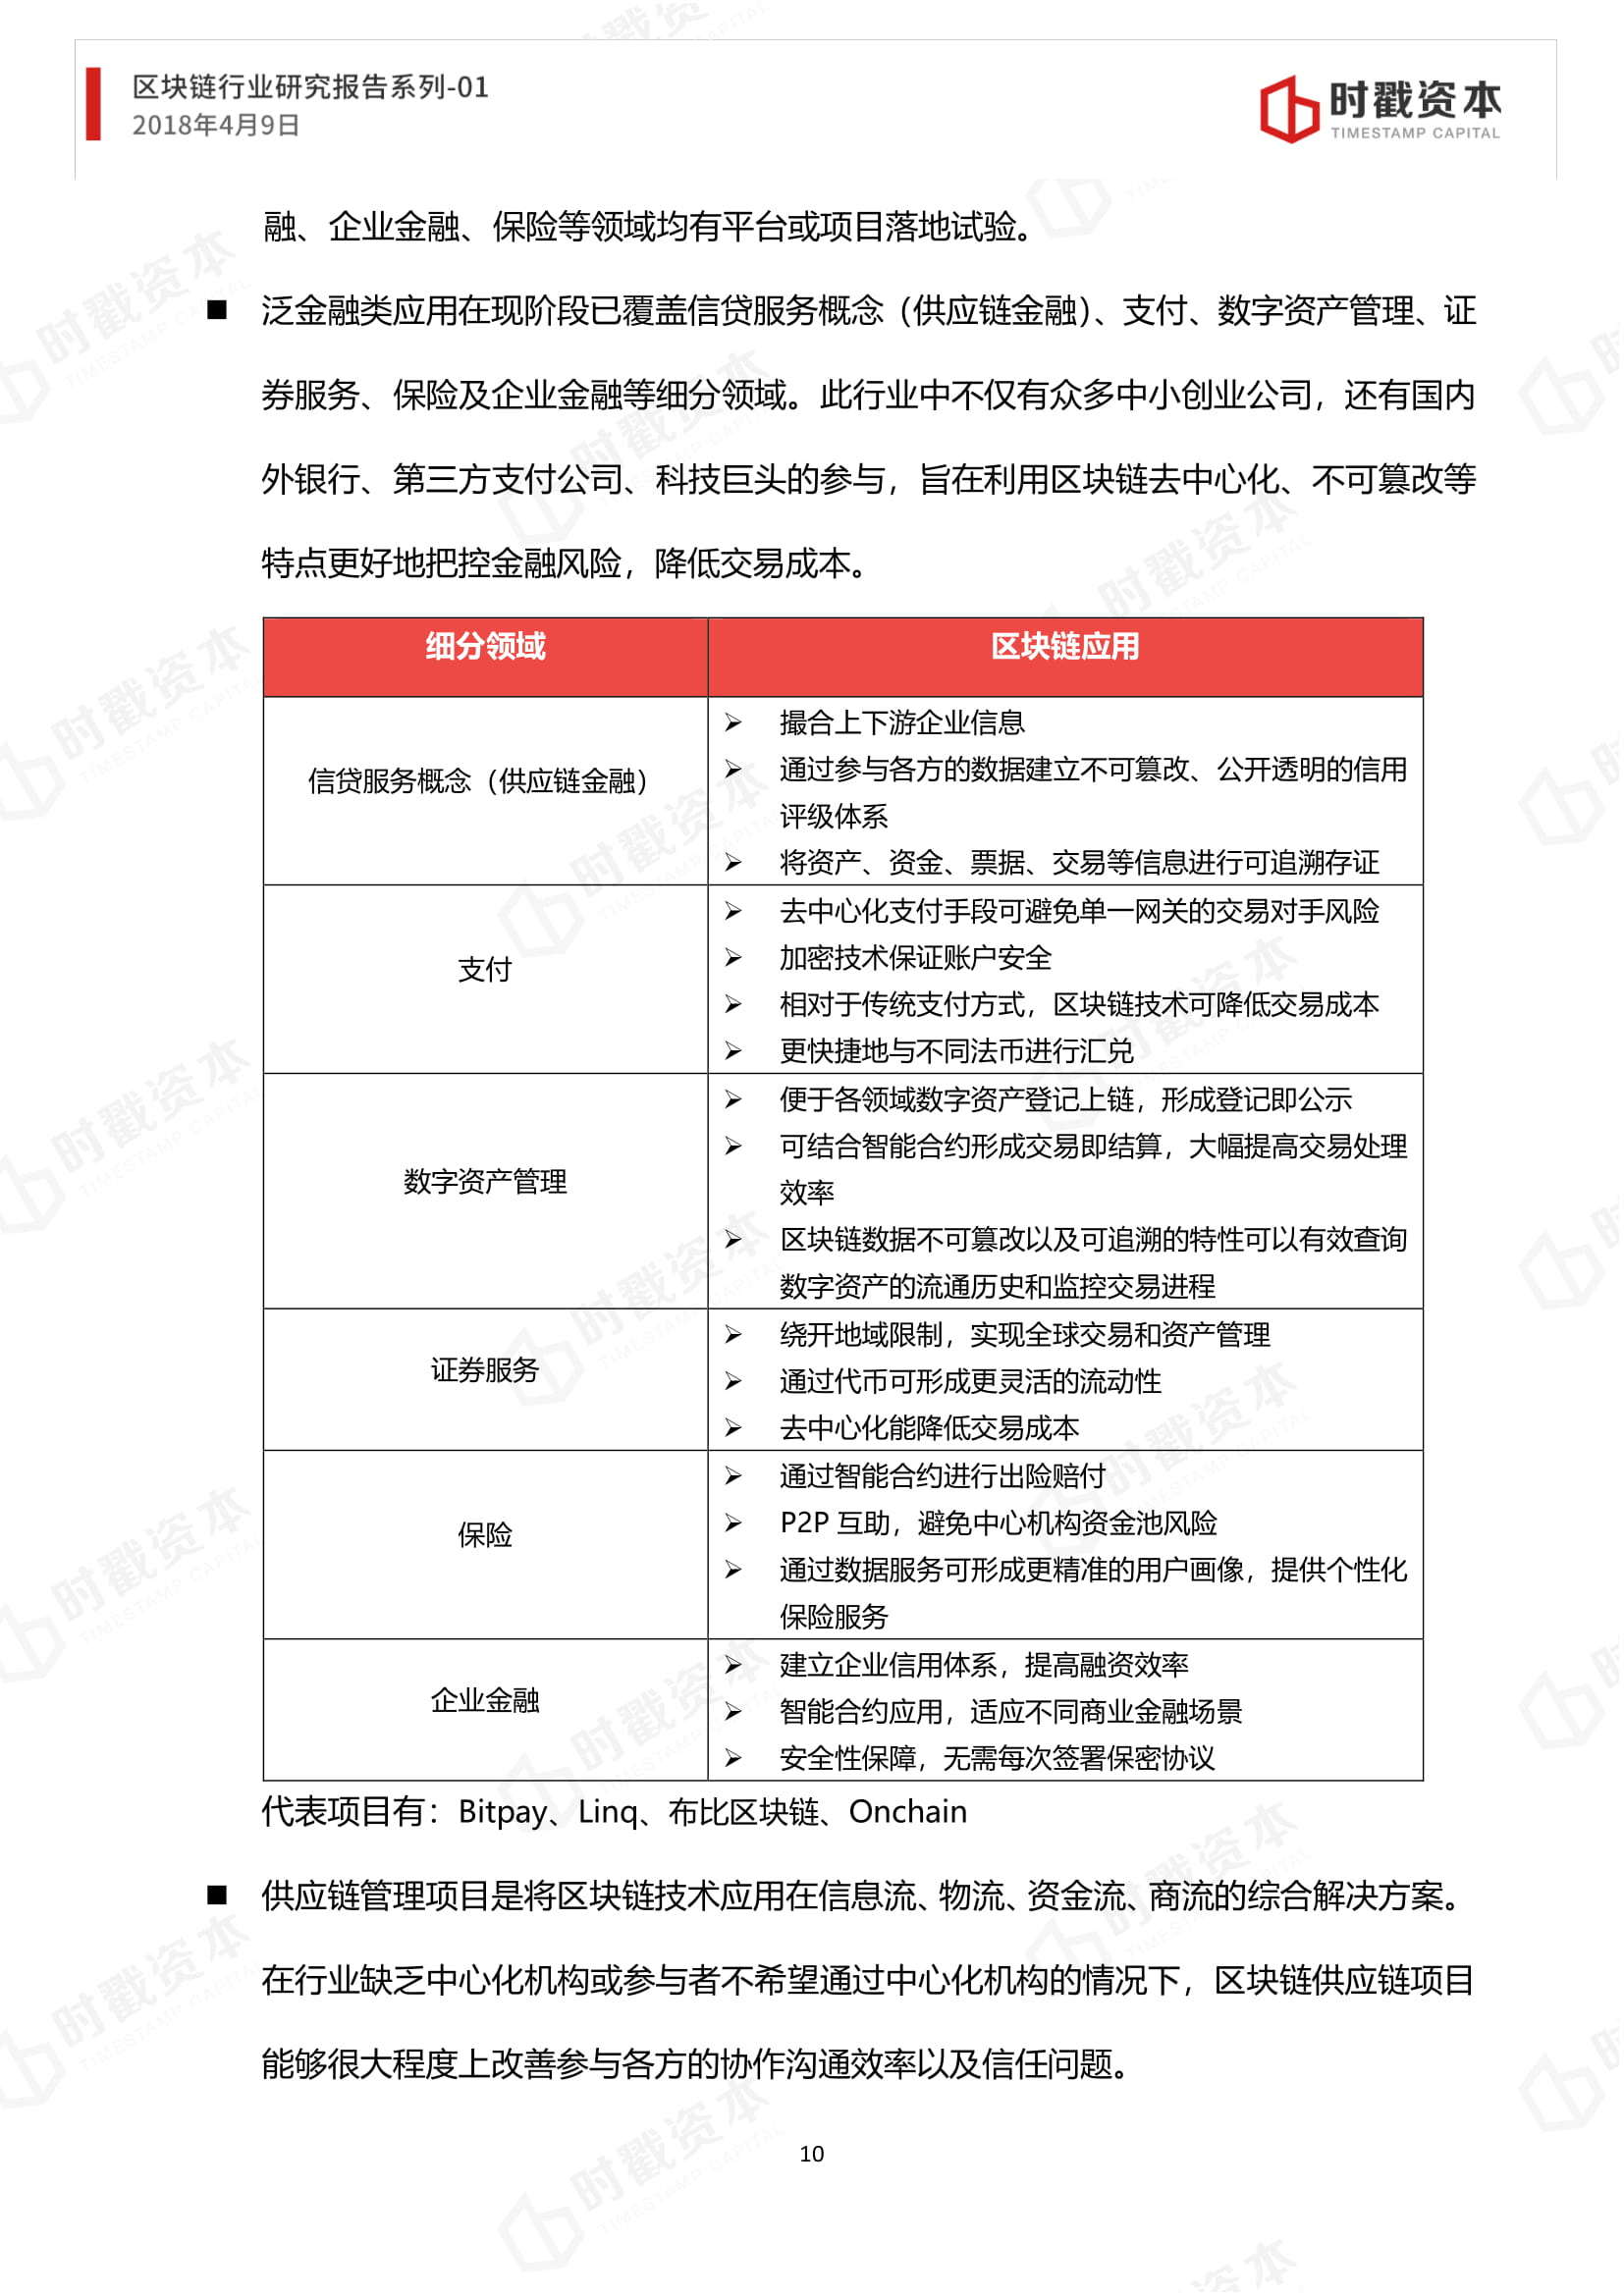 区块链行业研究报告系列-01
2018年4月9日
时戳资本
TIMESTAMP CAPITAL
融、企业金融、保险等领域均有平台或项目落地试验。
■ 泛金融类应用在现阶段已覆盖信贷服务概念（供应链金融）、支付、数字资产管理、证
券服务、保险及企业金融等细分领域。此行业中不仅有众多中小创业公司，还有国内
外银行、第三方支付公司、科技巨头的参与，旨在利用区块链去中心化、不可篡改等
特点更好地把控金融风险，降低交易成本。
细分领域
区块链应用
信贷服务概念（供应链金融）
➢ 撮合上下游企业信息
➢ 通过参与各方的数据建立不可篡改、公开透明的信用
评级体系
➢ 将资产、资金、票据、交易等信息进行可追溯存证
支付
➢ 去中心化支付手段可避免单一网关的交易对手风险
➢ 加密技术保证账户安全
➢ 相对于传统支付方式，区块链技术可降低交易成本
➢ 更快捷地与不同法币进行汇兑
数字资产管理
➢ 便于各领域数字资产登记上链，形成登记即公示
➢ 可结合智能合约形成交易即结算，大幅提高交易处理
效率
➢ 区块链数据不可篡改以及可追溯的特性可以有效查询
数字资产的流通历史和监控交易进程
证券服务
➢ 绕开地域限制，实现全球交易和资产管理
➢ 通过代币可形成更灵活的流动性
➢ 去中心化能降低交易成本
保险
➢ 通过智能合约进行出险赔付
➢ P2P 互助，避免中心机构资金池风险
➢ 通过数据服务可形成更精准的用户画像，提供个性化
保险服务
企业金融
➢ 建立企业信用体系，提高融资效率
➢ 智能合约应用，适应不同商业金融场景
➢ 安全性保障，无需每次签署保密协议
代表项目有：Bitpay、Linq、布比区块链、Onchain
■ 供应链管理项目是将区块链技术应用在信息流、物流、资金流、商流的综合解决方案。
在行业缺乏中心化机构或参与者不希望通过中心化机构的情况下，区块链供应链项目
能够很大程度上改善参与各方的协作沟通效率以及信任问题。
10